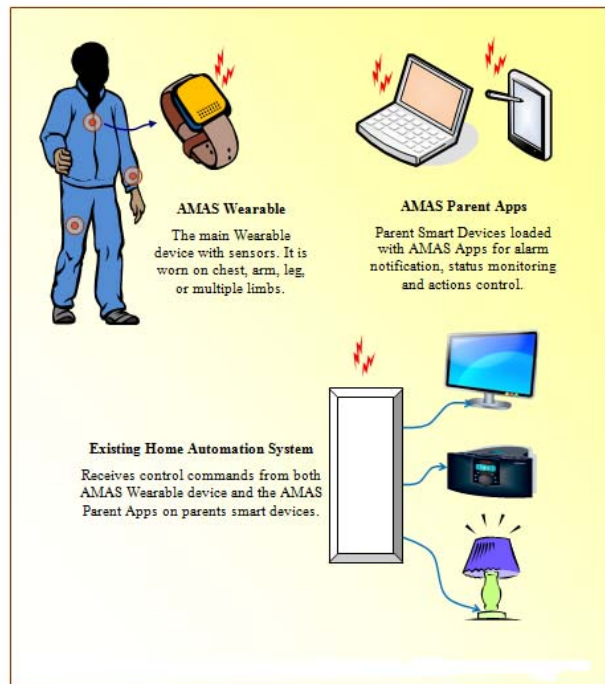 AMAS Wearable
The main Wearable
device with sensors. It is
worn on chest, arm, leg,
or multiple limbs.
AMAS Parent Apps
Parent Smart Devices loaded
with AMAS Apps for alarm
notification, status monitoring
and actions control.
Existing Home Automation System
Receives control commands from both
AMAS Wearable device and the AMAS
Parent Apps on parents smart devices.